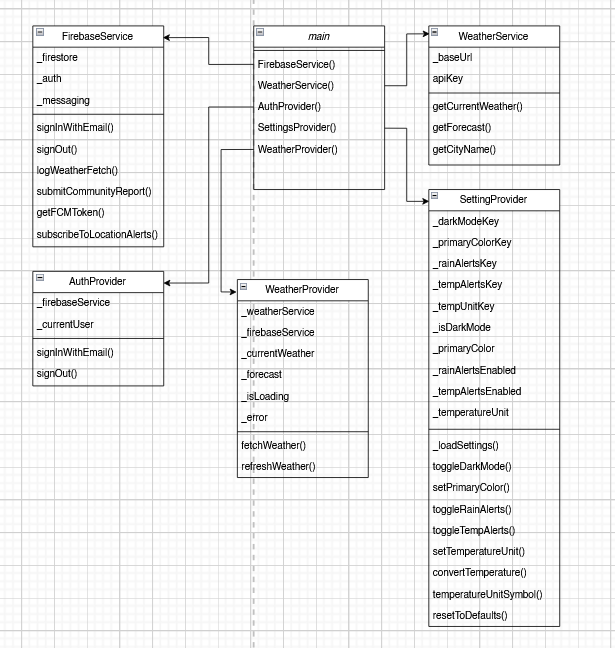 FirebaseService
_firestore
_auth
_messaging
signInWithEmail()
signOut()
logWeatherFetch()
submitCommunityReport()
getFCMToken()
subscribeToLocationAlerts()
main
FirebaseService()
WeatherService()
AuthProvider()
SettingsProvider()
WeatherProvider()
WeatherService
_baseUrl
apiKey
getCurrentWeather()
getForecast()
getCityName()
AuthProvider
_firebaseService
_currentUser
signInWithEmail()
signOut()
WeatherProvider
_weatherService
_firebaseService
_currentWeather
_forecast
_isLoading
_error
fetchWeather()
refreshWeather()
SettingProvider
_darkModeKey
_primaryColorKey
_rainAlertsKey
_tempAlertsKey
_tempUnitKey
_isDarkMode
_primaryColor
_rainAlertsEnabled
_tempAlertsEnabled
_temperatureUnit
_loadSettings()
toggleDarkMode()
setPrimaryColor()
toggleRainAlerts()
toggleTempAlerts()
setTemperatureUnit()
convertTemperature()
temperatureUnitSymbol()
resetToDefaults()